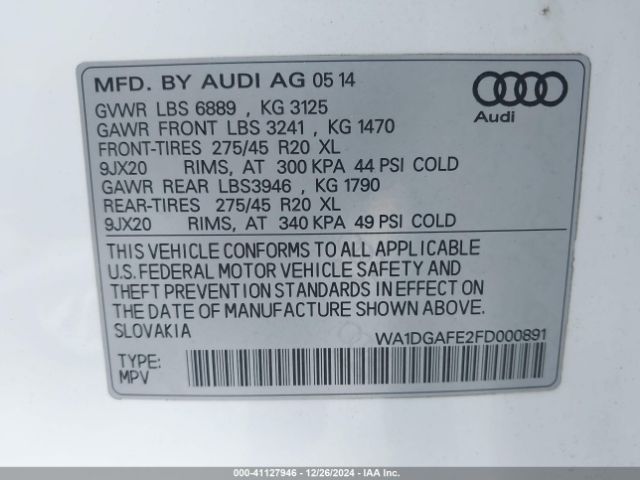 MFD. BY AUDI AG 05 14
GVWR LBS 6889 , KG 3125
GAWR FRONT LBS 3241 , KG 1470
FRONT-TIRES 275/45 R20 XL
9JX20 RIMS, AT 300 KPA 44 PSI COLD
GAWR REAR LBS3946 , KG 1790
REAR-TIRES 275/45 R20 XL
9JX20 RIMS, AT 340 KPA 49 PSI COLD
Audi
THIS VEHICLE CONFORMS TO ALL APPLICABLE
U.S. FEDERAL MOTOR VEHICLE SAFETY AND
THEFT PREVENTION STANDARDS IN EFFECT ON
THE DATE OF MANUFACTURE SHOWN ABOVE.
SLOVAKIA WA1DGAFE2FD000891
TYPE:
MPV
000-41127946 - 12/26/2024 - IAA Inc.